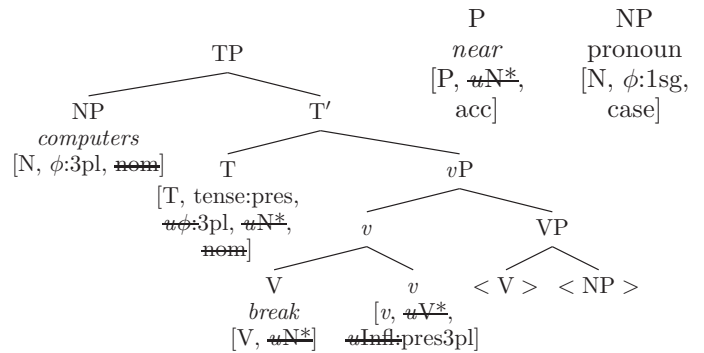 P NP
TP near pronoun
[P, uN*, [N, ϕ:1sg,
acc] case]
NP T′
computers
[N, ϕ:3pl, nom] T vP
[T, tense:pres,
uϕ:3pl, uN*, v VP
nom]
V v < V > < NP >
break [v, uV*,
[V, uN*] uInfl:pres3pl]